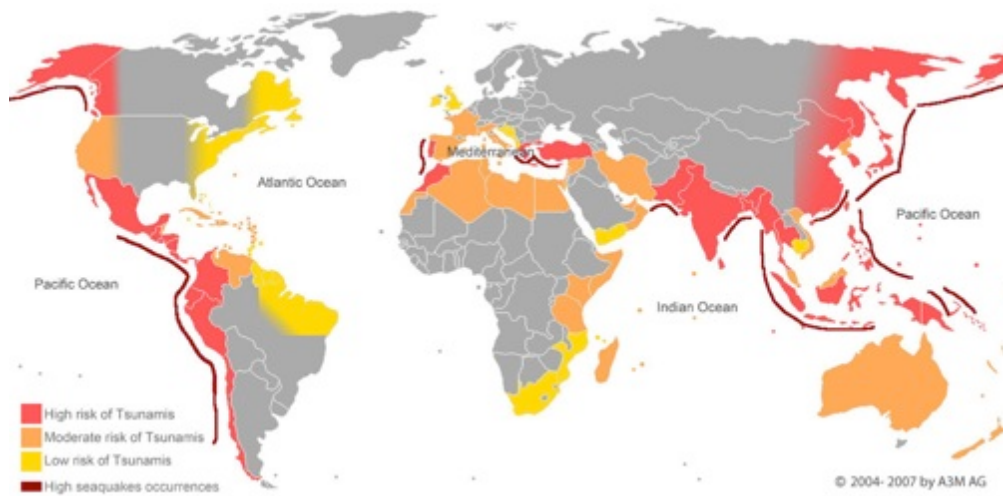 Atlantic Ocean
Mediterranean
Pacific Ocean
Pacific Ocean
Indian Ocean
High risk of Tsunamis
Moderate risk of Tsunamis
Low risk of Tsunamis
High seaquakes occurrences
© 2004- 2007 by A3M AG